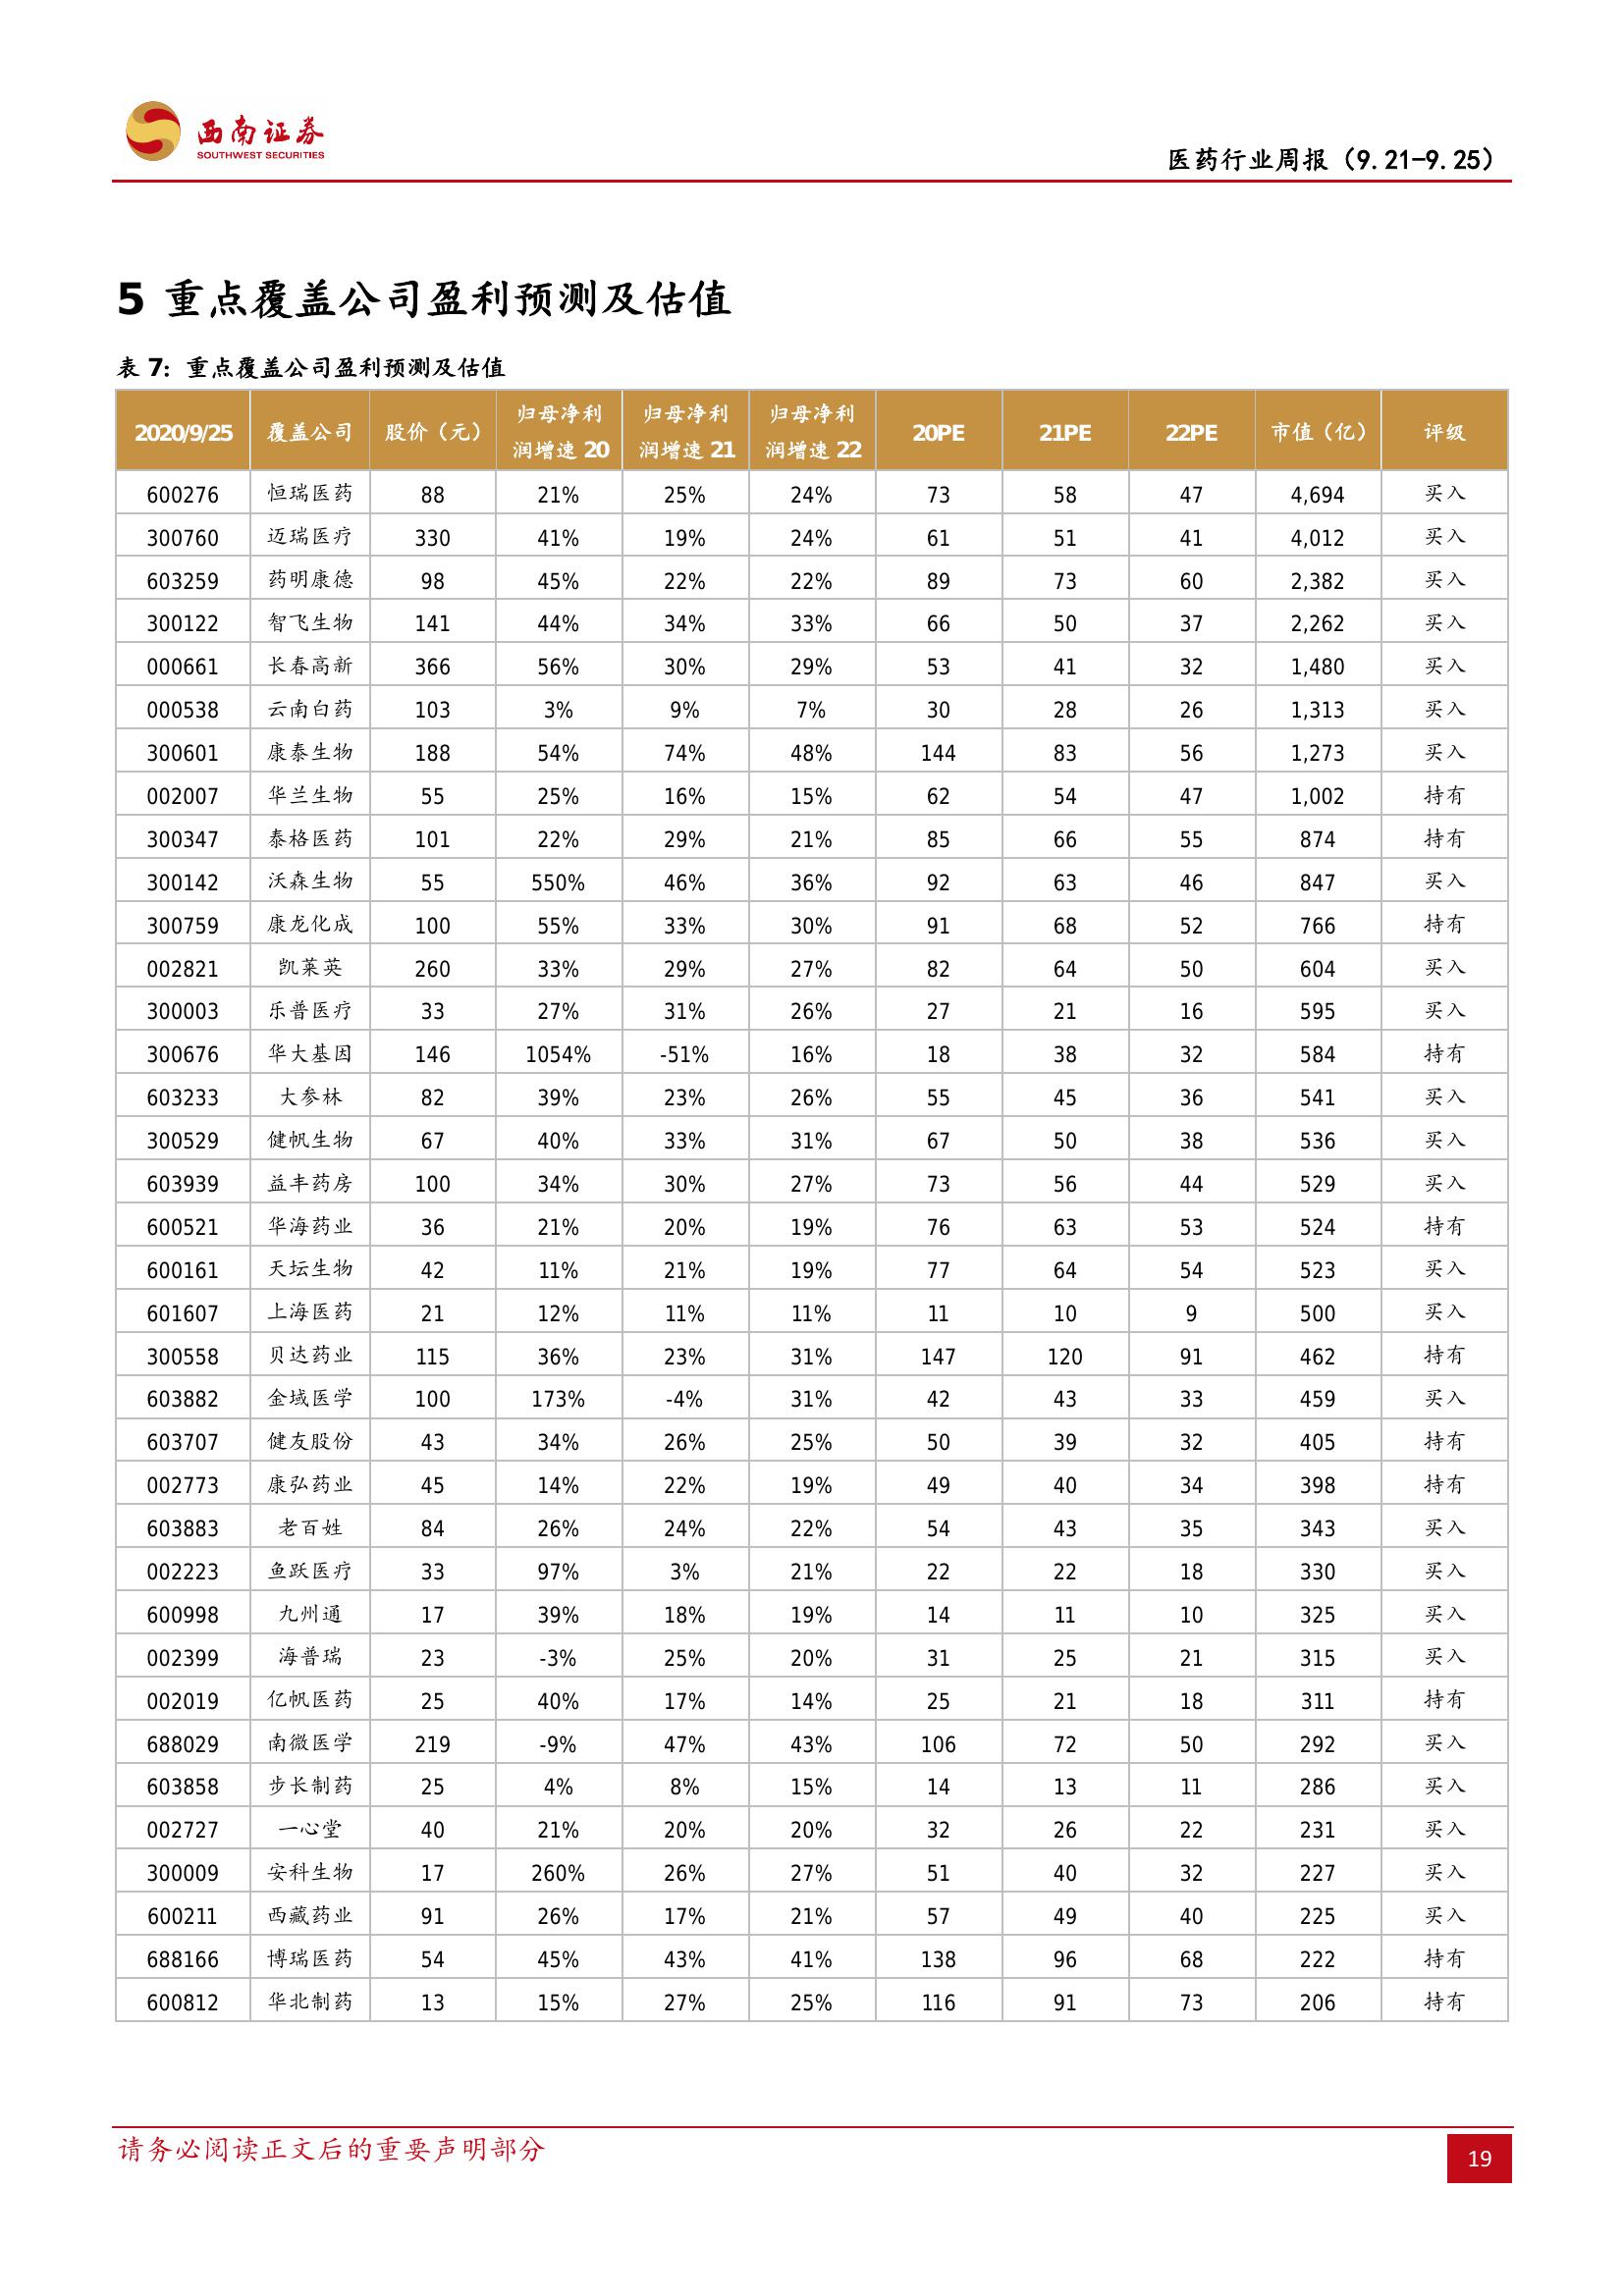 西南证券
SOUTHWEST SECURITIES
医药行业周报（9.21-9.25）
5 重点覆盖公司盈利预测及估值
表 7：重点覆盖公司盈利预测及估值
2020/9/25 覆盖公司 股价（元） 归母净利润增速 20 归母净利润增速 21 归母净利润增速 22 20PE 21PE 22PE 市值（亿） 评级
600276 恒瑞医药 88 21% 25% 24% 73 58 47 4,694 买入
300760 迈瑞医疗 330 41% 19% 24% 61 51 41 4,012 买入
603259 药明康德 98 45% 22% 22% 89 73 60 2,382 买入
300122 智飞生物 141 44% 34% 33% 66 50 37 2,262 买入
000661 长春高新 366 56% 30% 29% 53 41 32 1,480 买入
000538 云南白药 103 3% 9% 7% 30 28 26 1,313 买入
300601 康泰生物 188 54% 74% 48% 144 83 56 1,273 买入
002007 华兰生物 55 25% 16% 15% 62 54 47 1,002 持有
300347 泰格医药 101 22% 29% 21% 85 66 55 874 持有
300142 沃森生物 55 550% 46% 36% 92 63 46 847 买入
300759 康龙化成 100 55% 33% 30% 91 68 52 766 持有
002821 凯莱英 260 33% 29% 27% 82 64 50 604 买入
300003 乐普医疗 33 27% 31% 26% 27 21 16 595 买入
300676 华大基因 146 1054% -51% 16% 18 38 32 584 持有
603233 大参林 82 39% 23% 26% 55 45 36 541 买入
300529 健帆生物 67 40% 33% 31% 67 50 38 536 买入
603939 益丰药房 100 34% 30% 27% 73 56 44 529 买入
600521 华海药业 36 21% 20% 19% 76 63 53 524 持有
600161 天坛生物 42 11% 21% 19% 77 64 54 523 买入
601607 上海医药 21 12% 11% 11% 11 10 9 500 买入
300558 贝达药业 115 36% 23% 31% 147 120 91 462 持有
603882 金域医学 100 173% -4% 31% 42 43 33 459 买入
603707 健友股份 43 34% 26% 25% 50 39 32 405 持有
002773 康弘药业 45 14% 22% 19% 49 40 34 398 持有
603883 老百姓 84 26% 24% 22% 54 43 35 343 买入
002223 鱼跃医疗 33 97% 3% 21% 22 22 18 330 买入
600998 九州通 17 39% 18% 19% 14 11 10 325 买入
002399 海普瑞 23 -3% 25% 20% 31 25 21 315 买入
002019 亿帆医药 25 40% 17% 14% 25 21 18 311 持有
688029 南微医学 219 -9% 47% 43% 106 72 50 292 买入
603858 步长制药 25 4% 8% 15% 14 13 11 286 买入
002727 一心堂 40 21% 20% 20% 32 26 22 231 买入
300009 安科生物 17 260% 26% 27% 51 40 32 227 买入
600211 西藏药业 91 26% 17% 21% 57 49 40 225 买入
688166 博瑞医药 54 45% 43% 41% 138 96 68 222 持有
600812 华北制药 13 15% 27% 25% 116 91 73 206 持有
请务必阅读正文后的重要声明部分
19